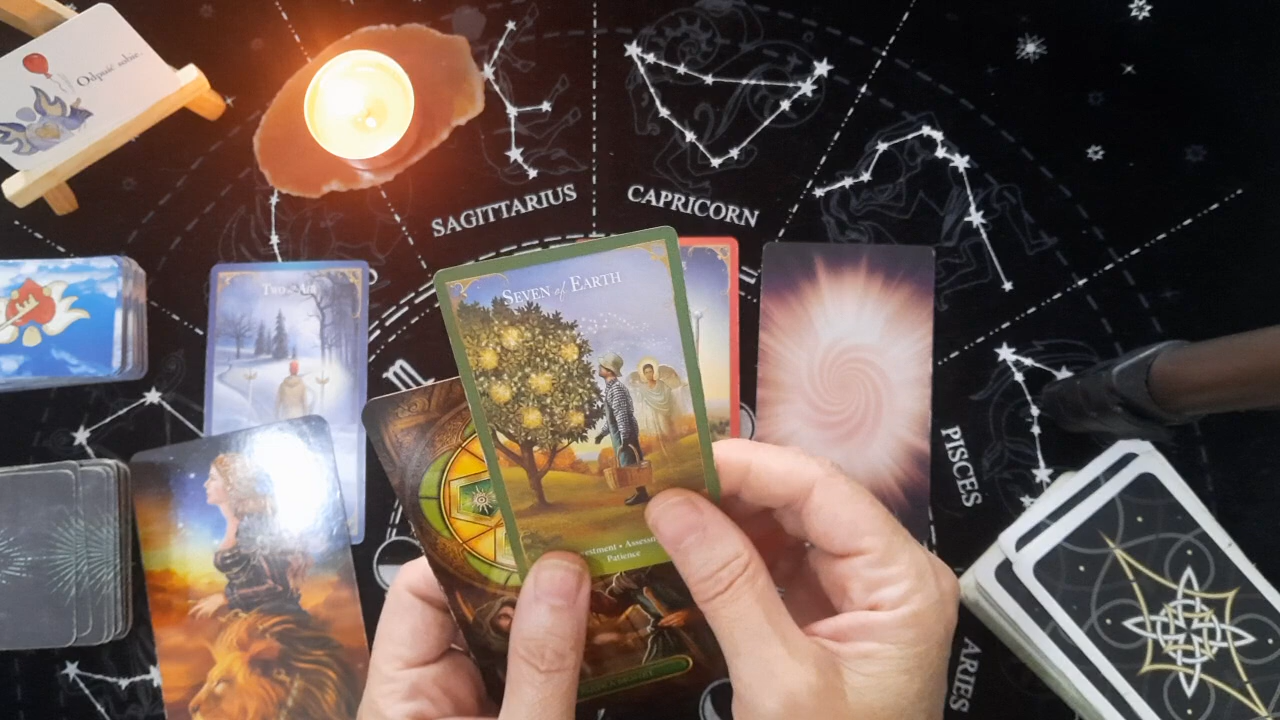 Odpuść sobie.
SAGITTARIUS
CAPRICORN
Two of Air
SEVEN of EARTH
Patience
PISCES
ARIES